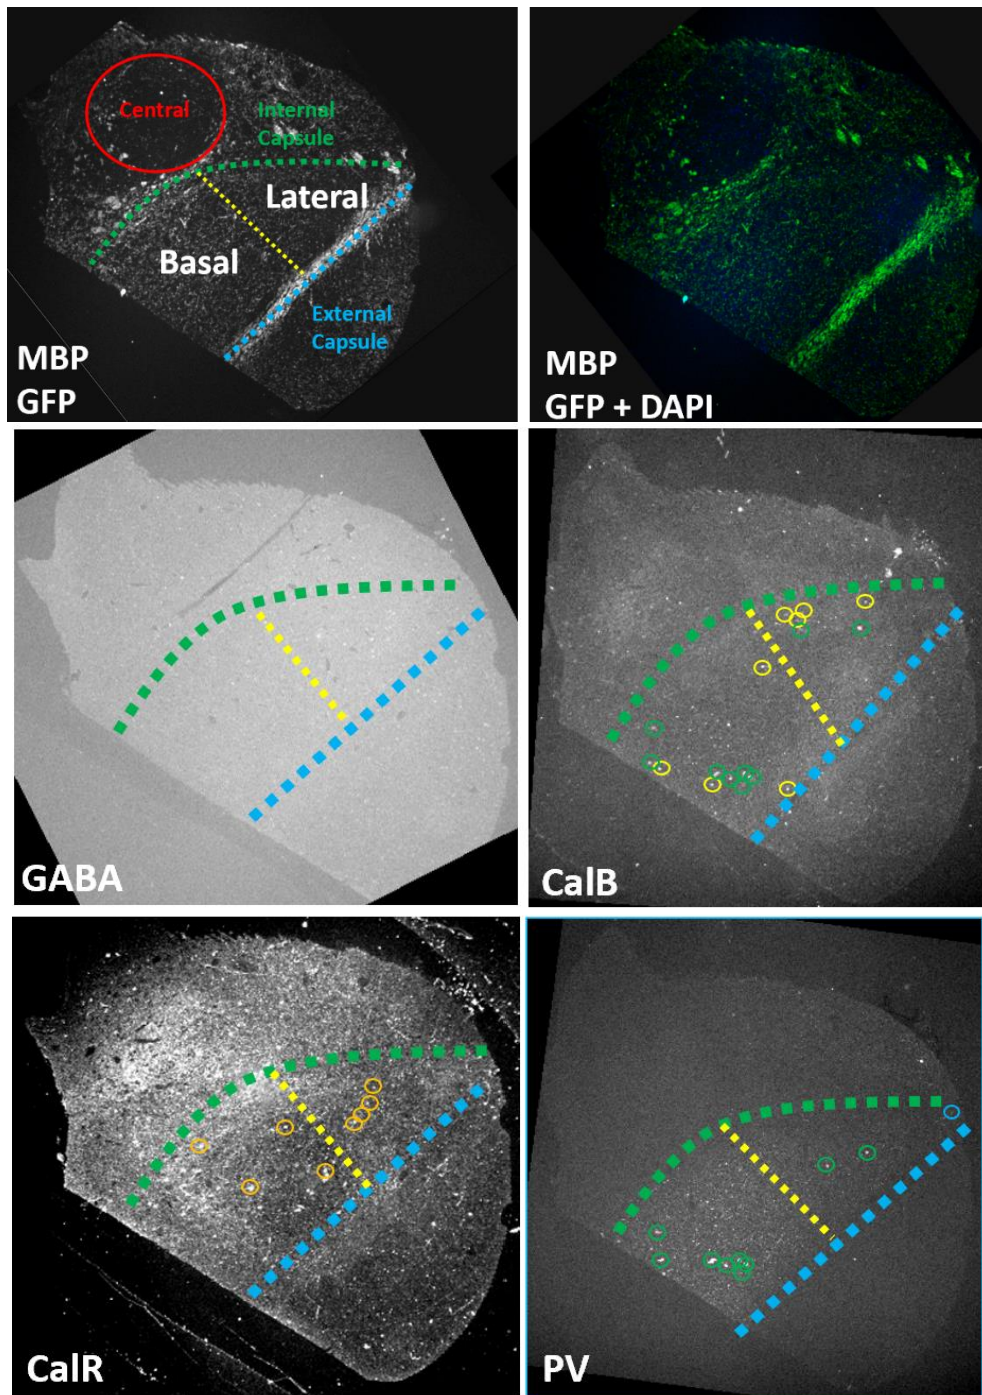 Central
Internal
Capsule
Lateral
Basal
External
Capsule
MBP
GFP
MBP
GFP + DAPI
GABA
CalB
CalR
PV